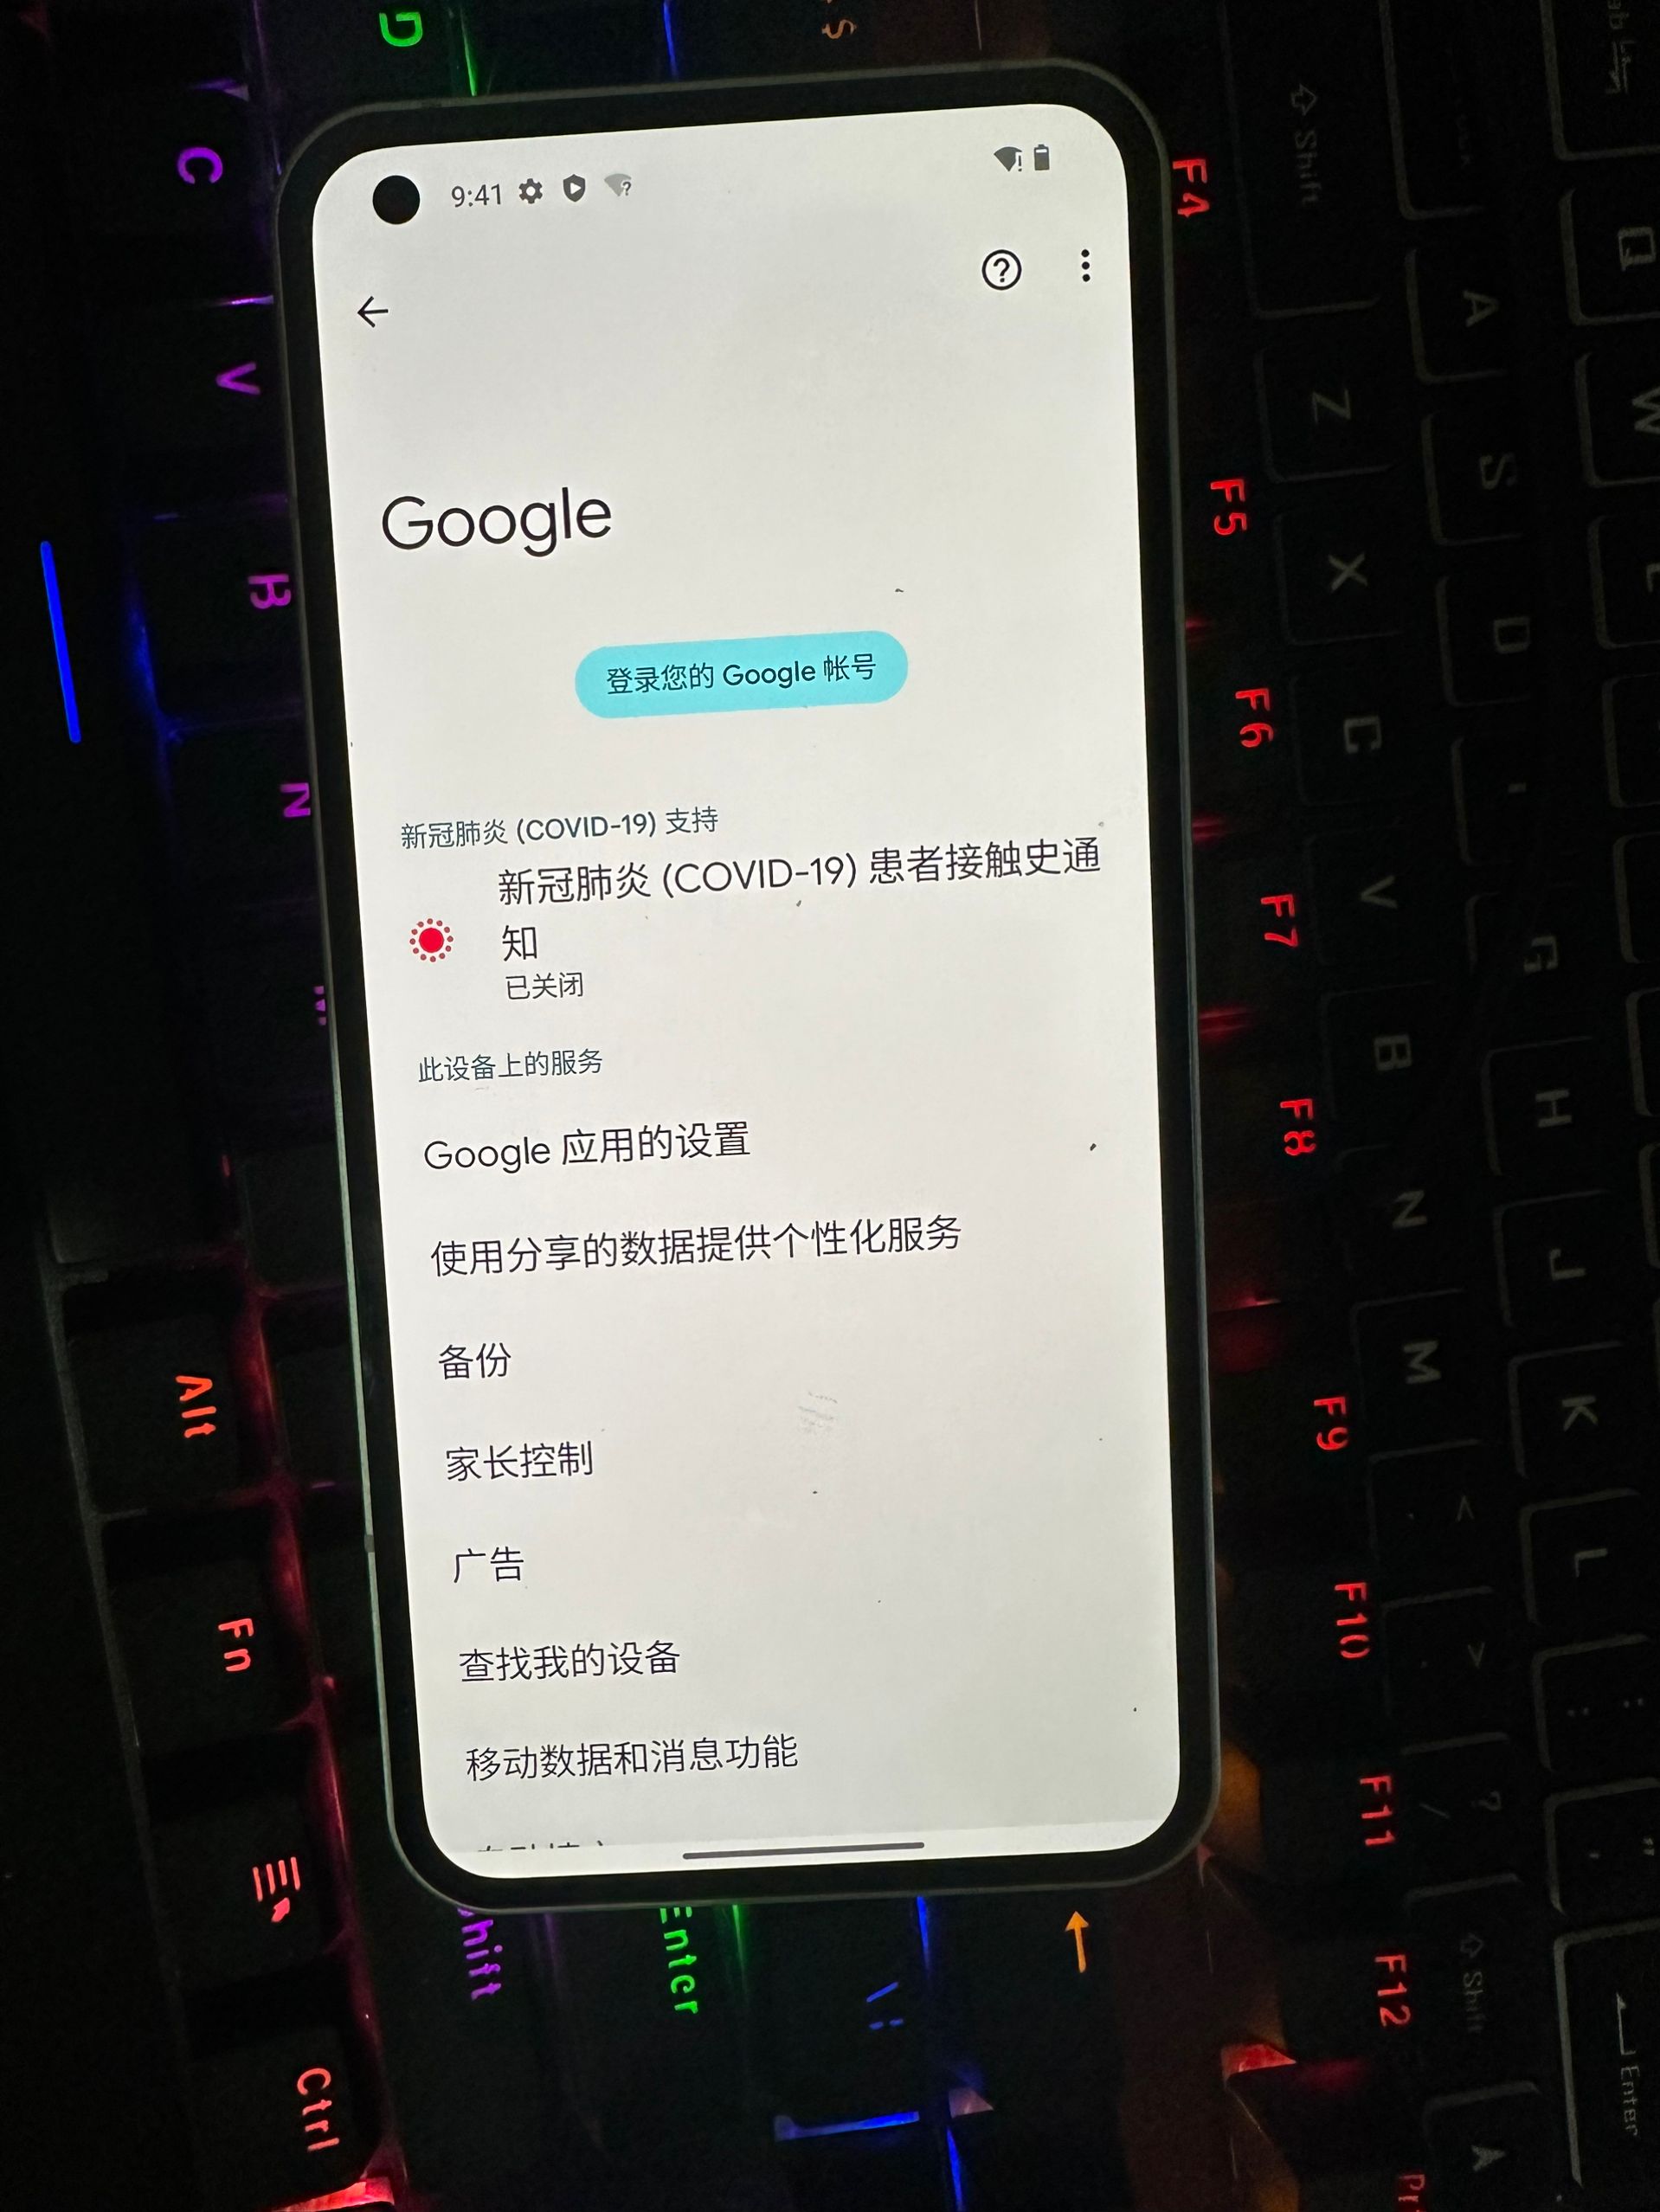 9:41
Google
登录您的 Google 帐号
新冠肺炎 (COVID-19) 支持
新冠肺炎 (COVID-19) 患者接触史通
知
已关闭
此设备上的服务
Google 应用的设置
使用分享的数据提供个性化服务
备份
家长控制
广告
查找我的设备
移动数据和消息功能
D
$
C
V
B
N
Alt
Fn
Ctrl
Enter
F4
F5
F6
F7
F8
F9
F10
F11
F12
Shift
Z
X
C
V
B
N
M
<
>
?
/
Shift
A
S
D
G
H
J
K
L
Q
W
Enter
A